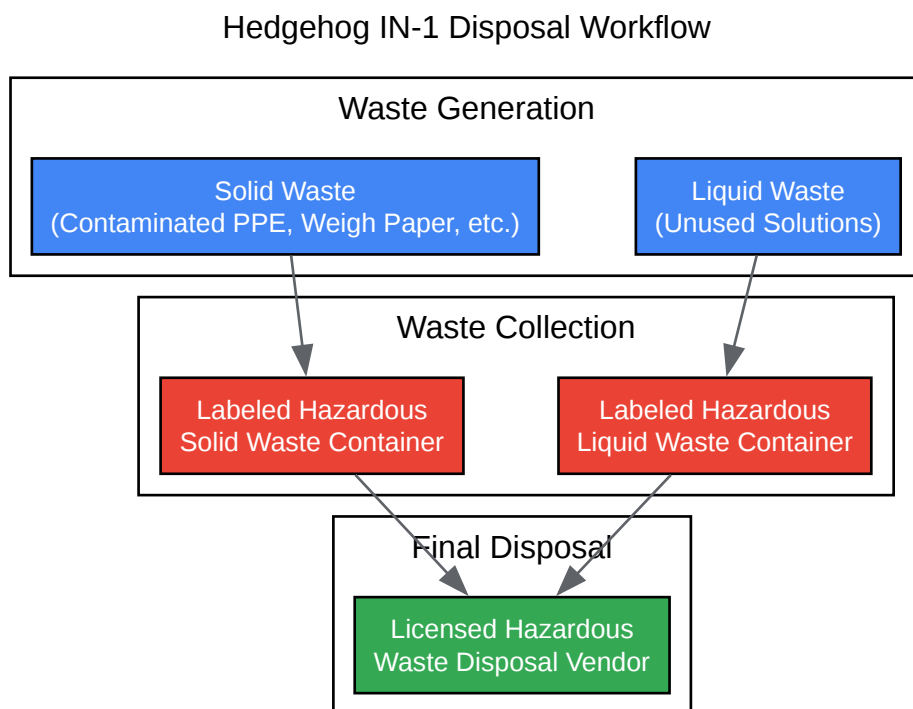 Hedgehog IN-1 Disposal Workflow
Waste Generation
Solid Waste
(Contaminated PPE, Weigh Paper, etc.)
Liquid Waste
(Unused Solutions)
Waste Collection
Labeled Hazardous
Solid Waste Container
Labeled Hazardous
Liquid Waste Container
Final Disposal
Licensed Hazardous
Waste Disposal Vendor